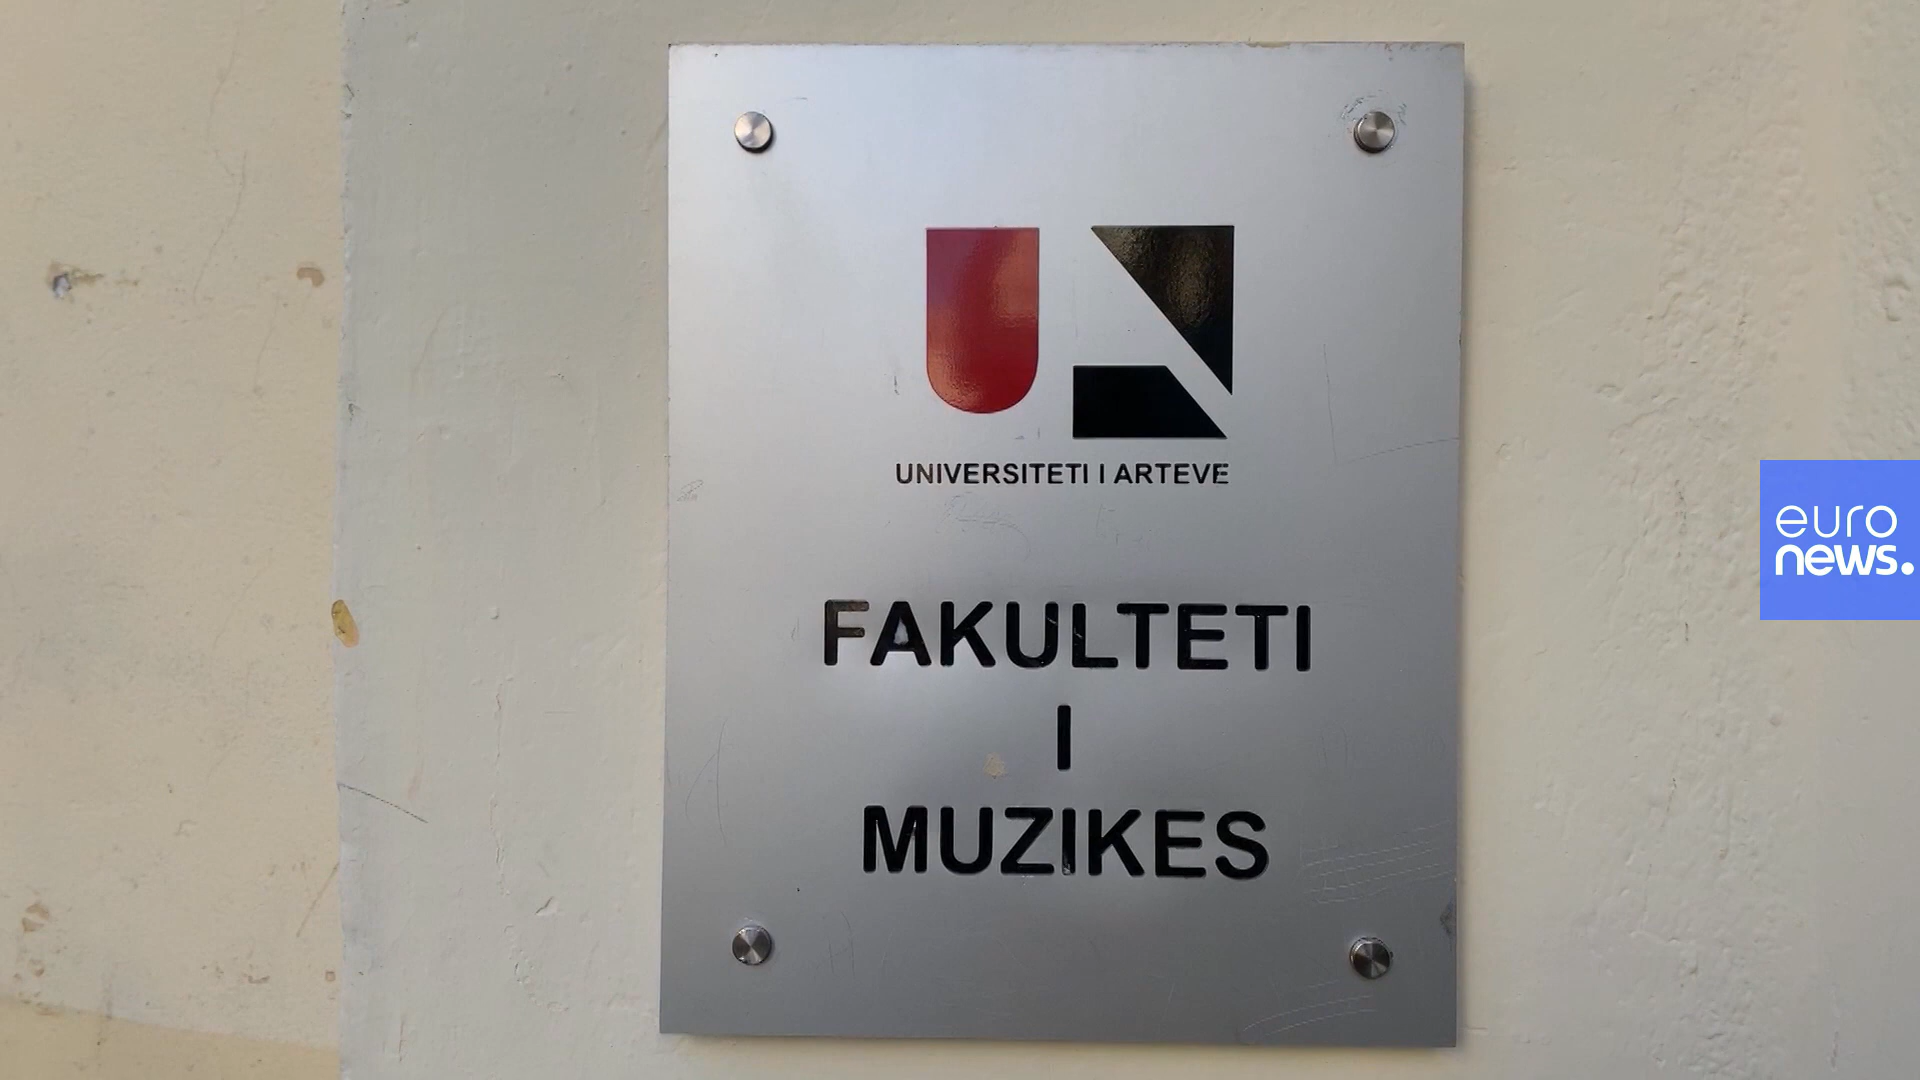 UNIVERSITETI I ARTEVE
FAKULTETI
I
MUZIKES
euro
news.